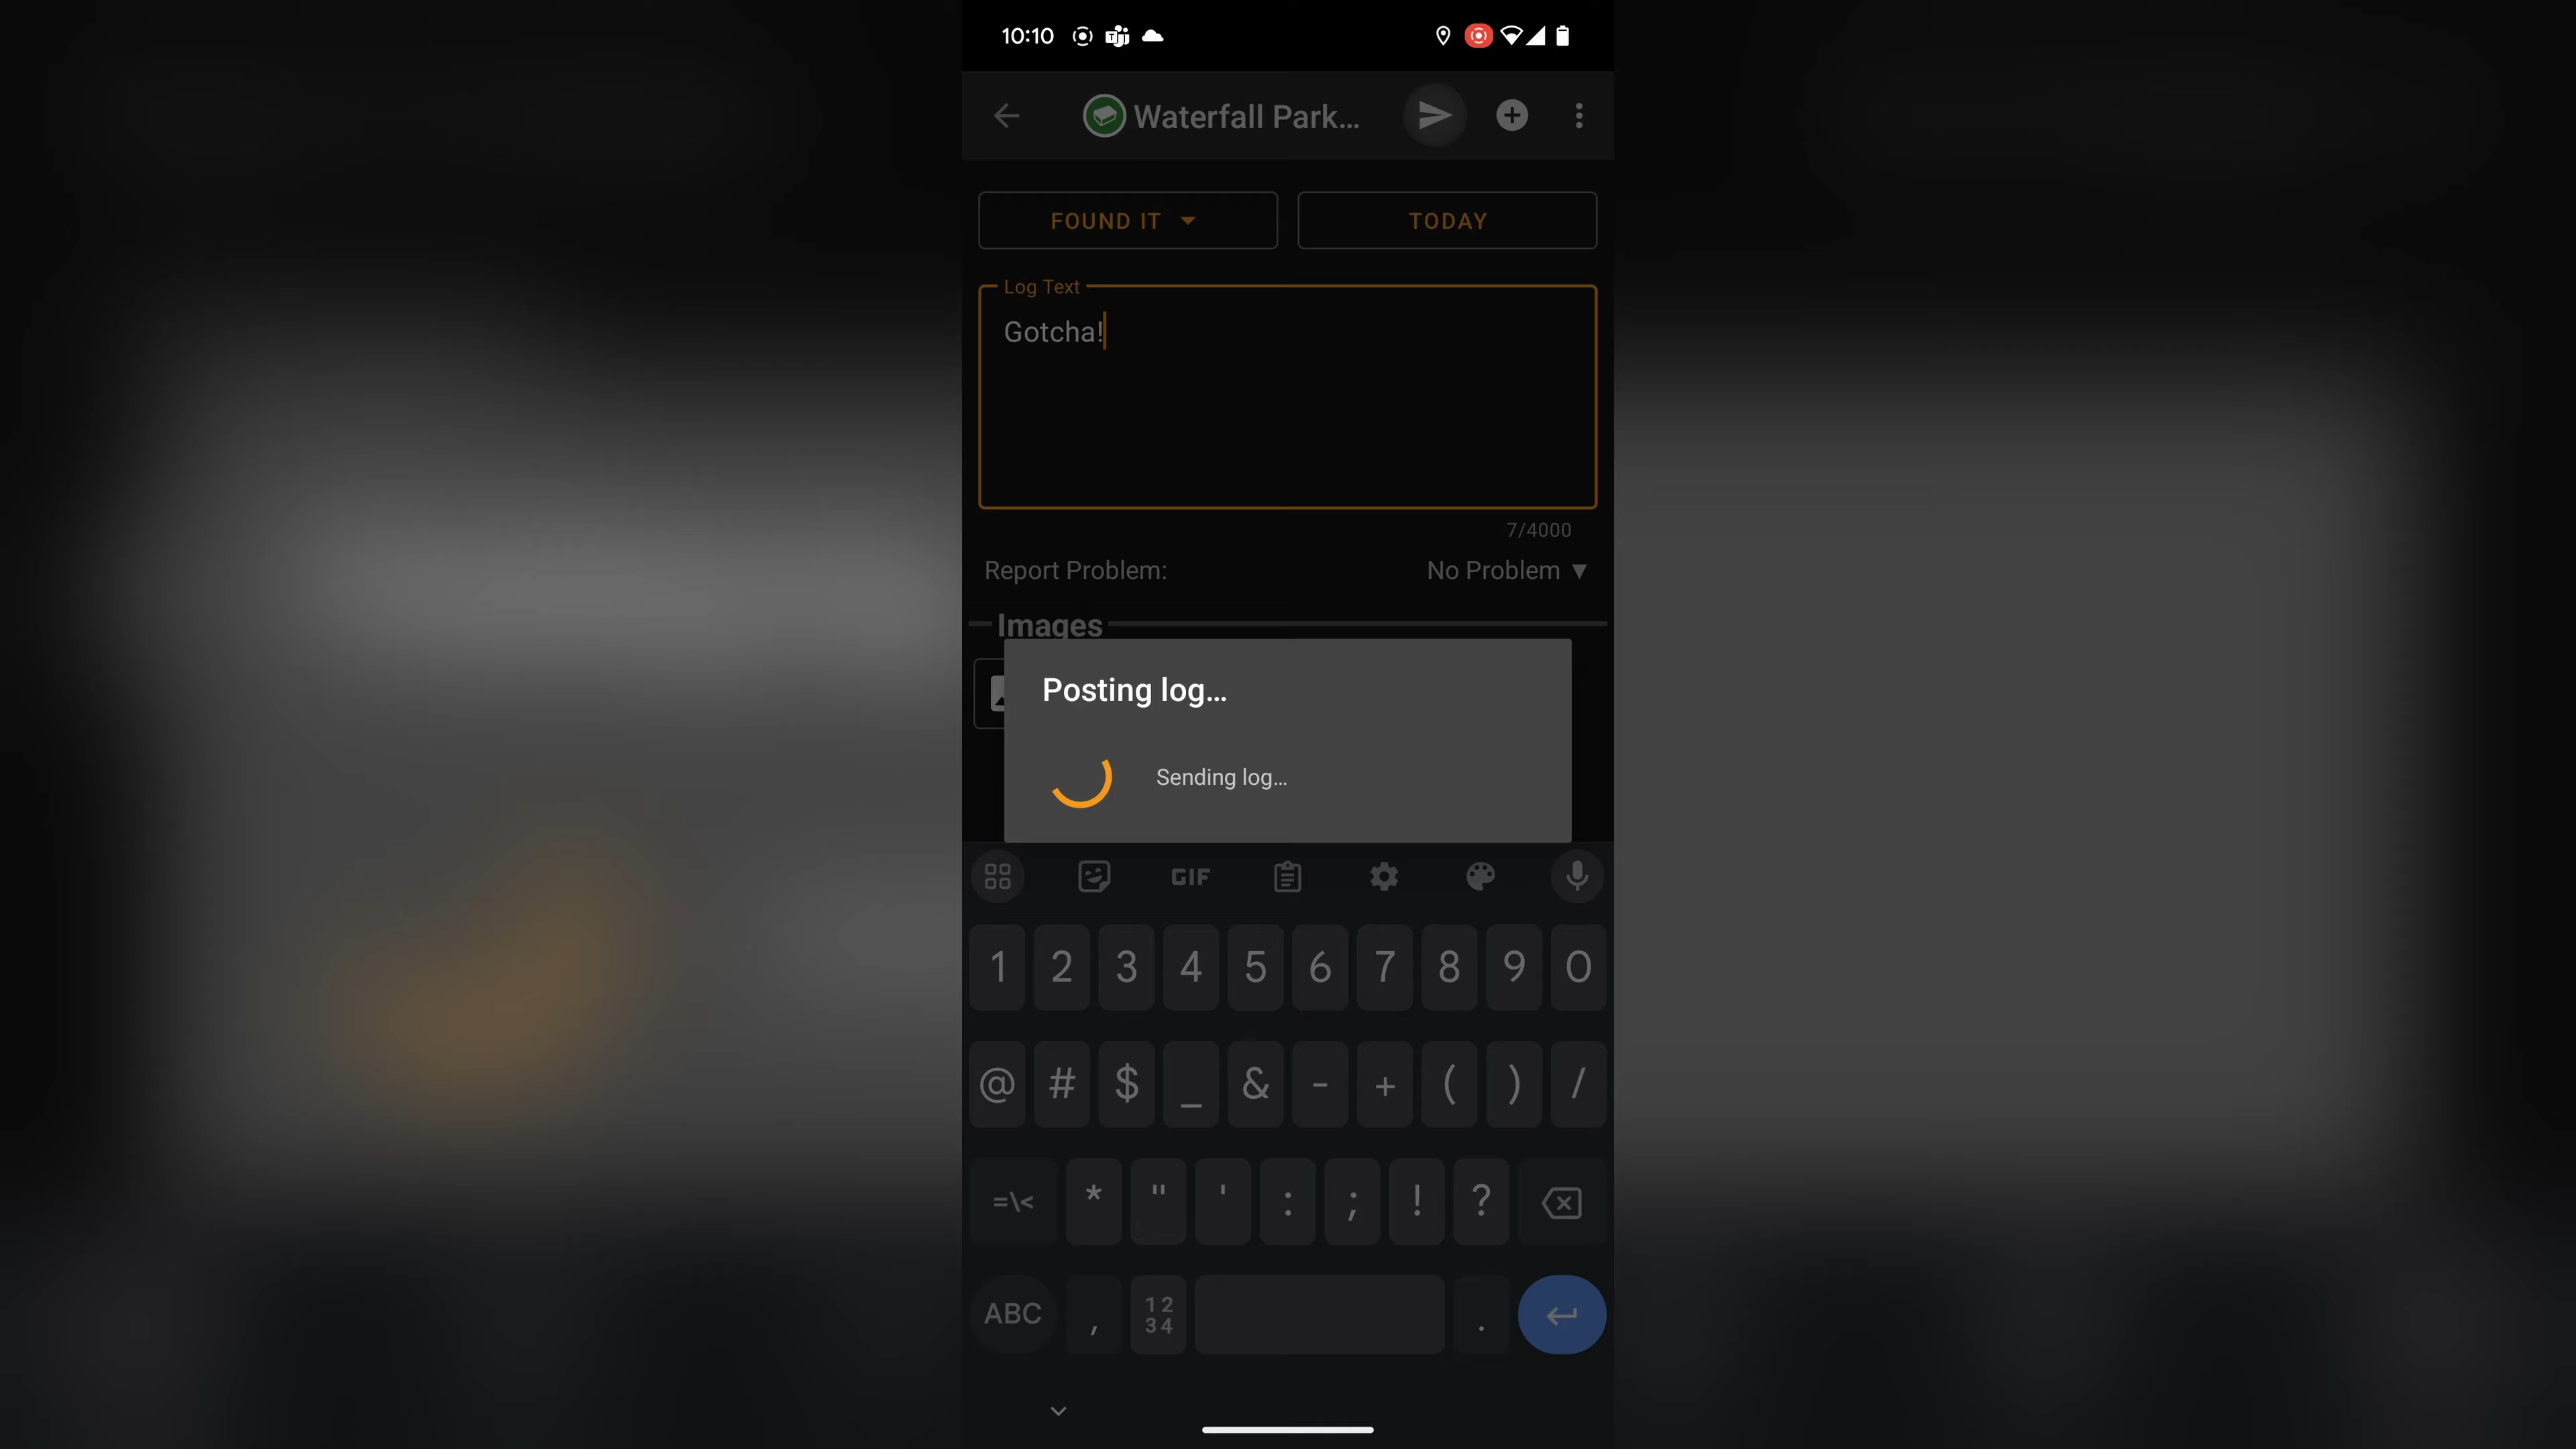 10:10
Waterfall Park...
FOUND IT
TODAY
Log Text
Gotcha!
7/4000
Report Problem:
No Problem
Images
Posting log...
Sending log...
GIF
1 2 3 4 5 6 7 8 9 0
@ # $ _ & - + ( ) /
=\< * " ' : ; ! ?
ABC , 12 34 .